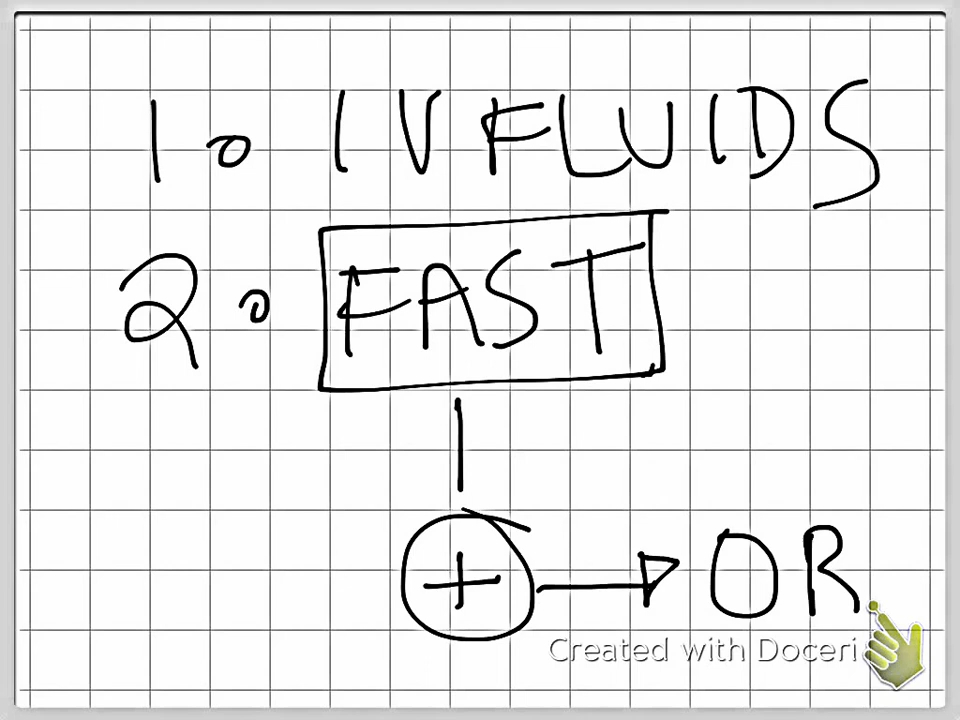 1. IV FLUIDS
2. FAST
+ → OR
Created with Doceri